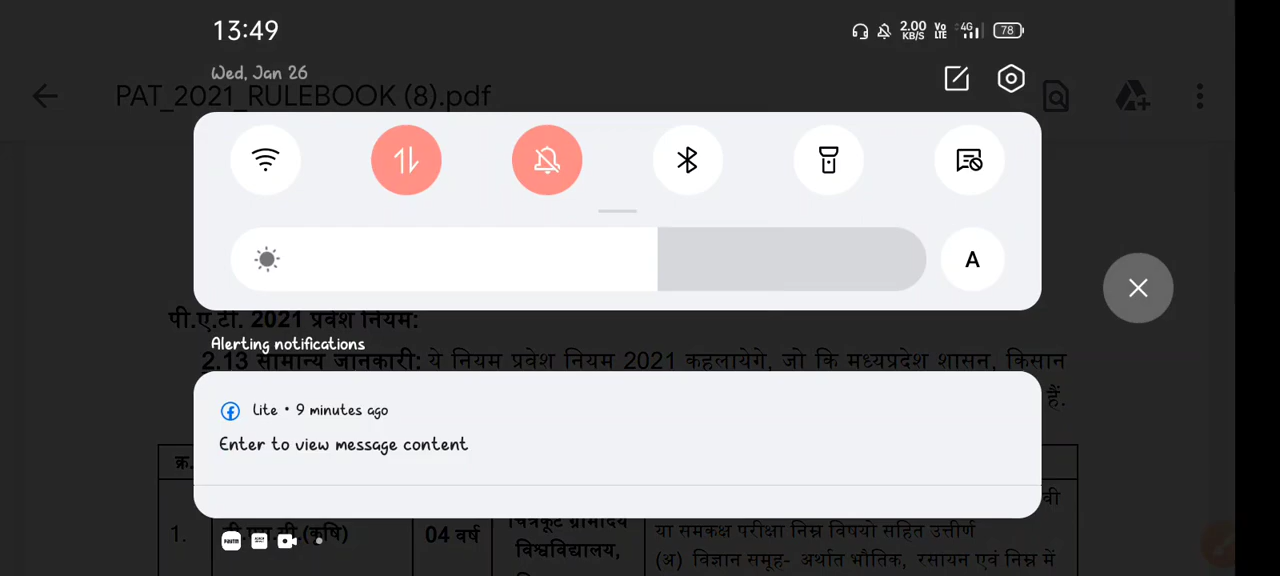 13:49
2.00 KB/S Vo LTE 4G 78
Wed, Jan 26
PAT_2021_RULEBOOK (8).pdf
A
पी.ए.टी. 2021 प्रवेश नियम:
Alerting notifications
2.13 सामान्य जानकारी: ये नियम प्रवेश नियम 2021 कहलायेगे, जो कि मध्यप्रदेश शासन, किसान
हैं.
Lite • 9 minutes ago
Enter to view message content
क्र.
वी
1. (कृषि) 04 वर्ष चित्रकूट ग्रामोदय या समकक्ष परीक्षा निम्न विषयो सहित उत्तीर्ण
विश्वविद्यालय, (अ) विज्ञान समूह- अर्थात भौतिक, रसायन एवं निम्न में